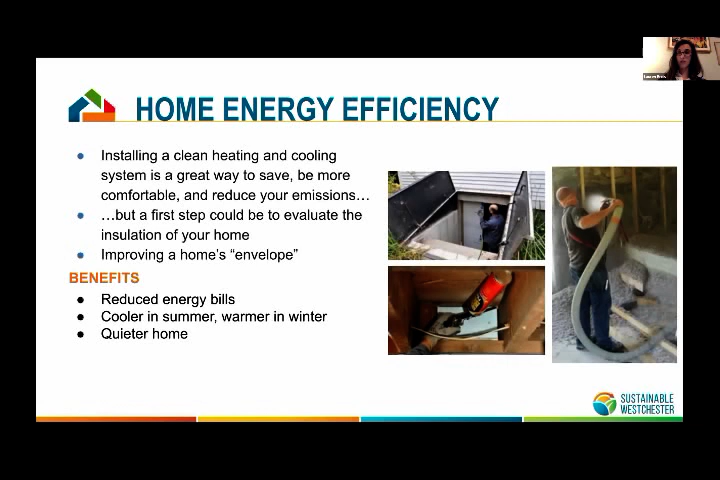 HOME ENERGY EFFICIENCY
Installing a clean heating and cooling
system is a great way to save, be more
comfortable, and reduce your emissions…
…but a first step could be to evaluate the
insulation of your home
Improving a home’s “envelope”
BENEFITS
Reduced energy bills
Cooler in summer, warmer in winter
Quieter home
SUSTAINABLE
WESTCHESTER